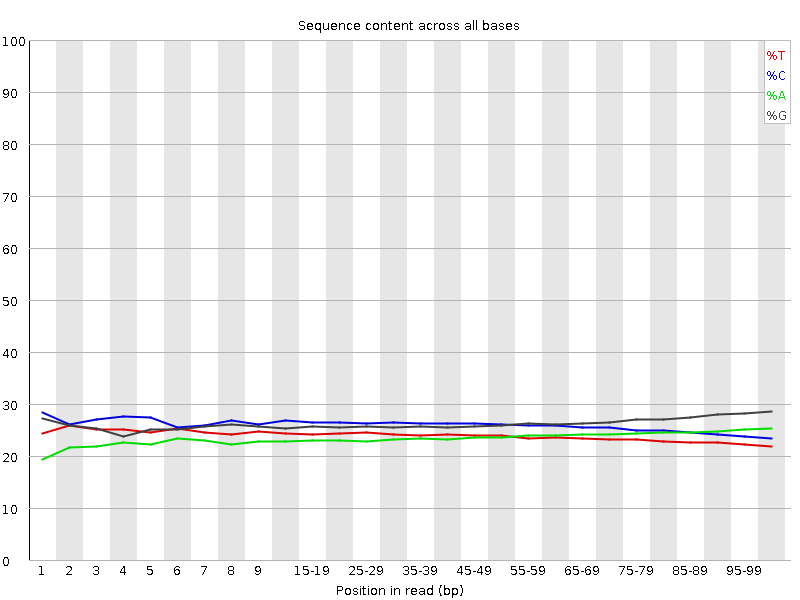 Sequence content across all bases
100
90
80
70
60
50
40
30
20
10
0
%T
%C
%A
%G
1 2 3 4 5 6 7 8 9 15-19 25-29 35-39 45-49 55-59 65-69 75-79 85-89 95-99
Position in read (bp)